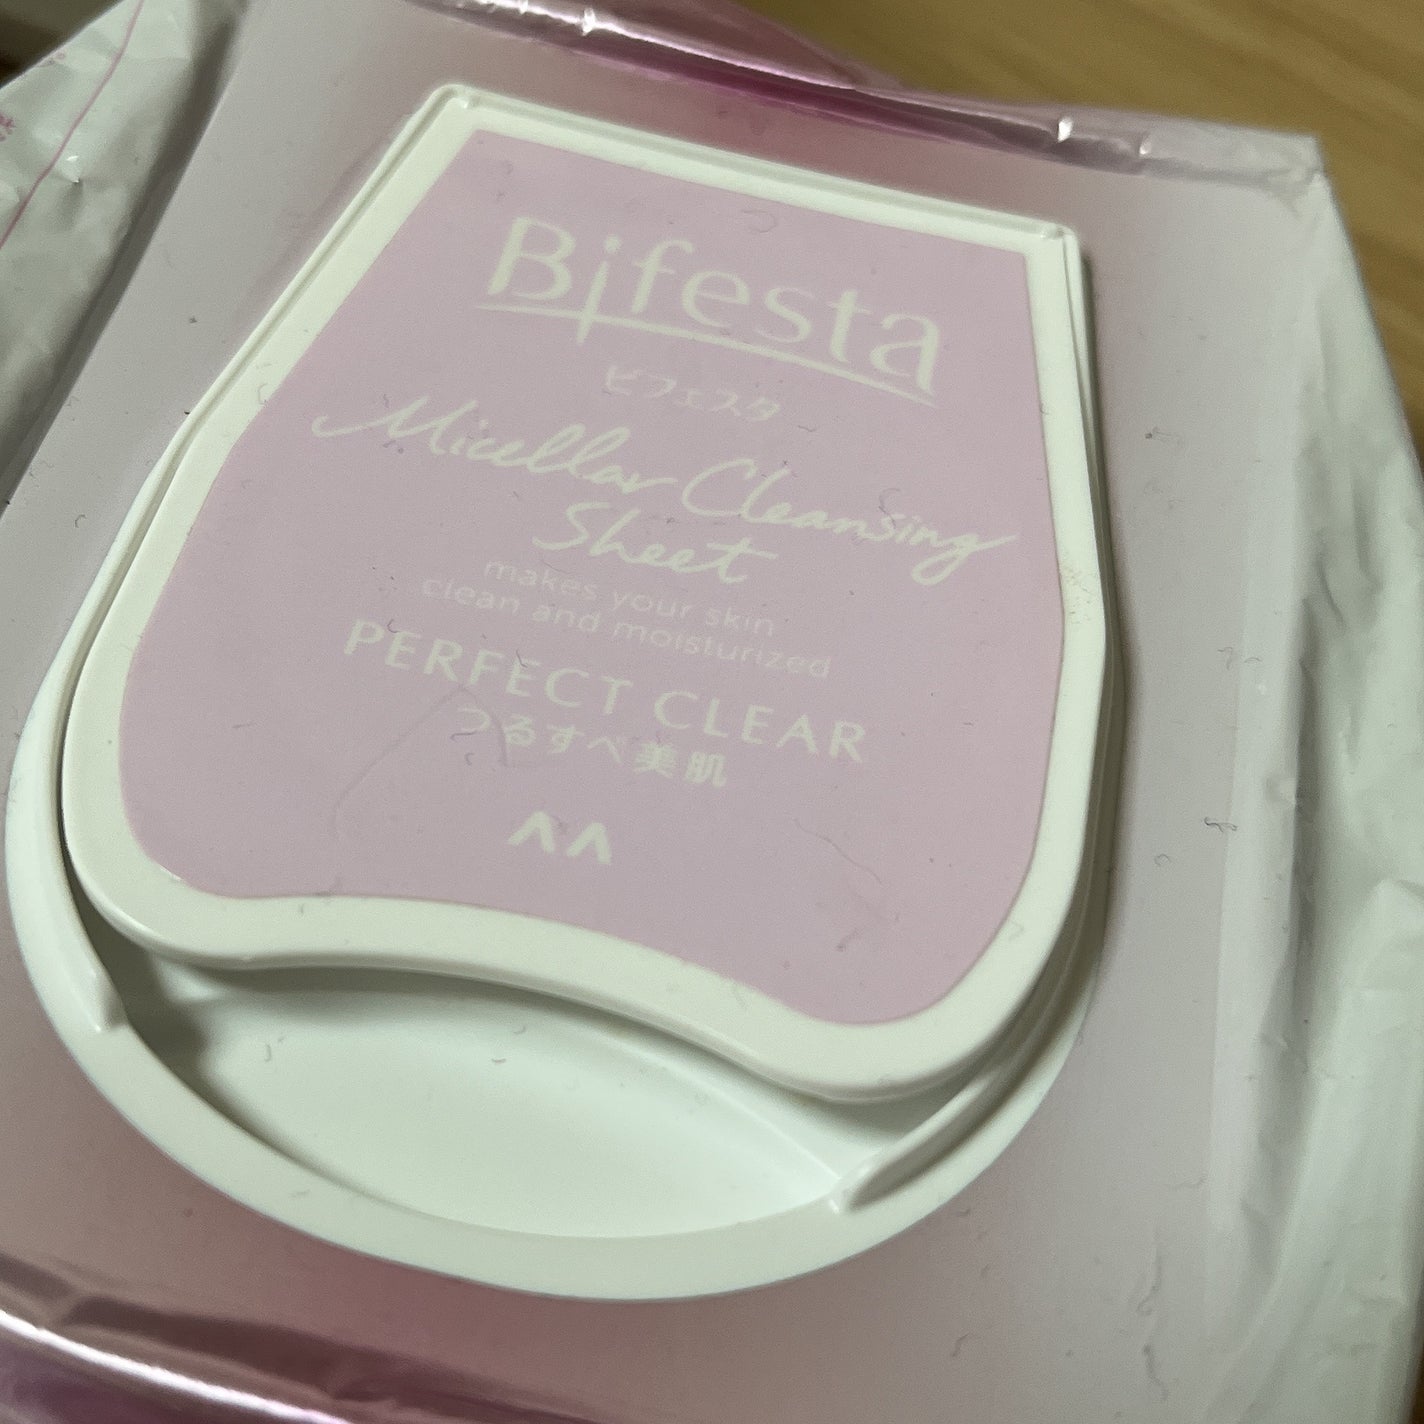 Bifesta
ビフェスタ
Micellar Cleansing
Sheet
makes your skin
clean and moisturized
PERFECT CLEAR
つるすべ美肌